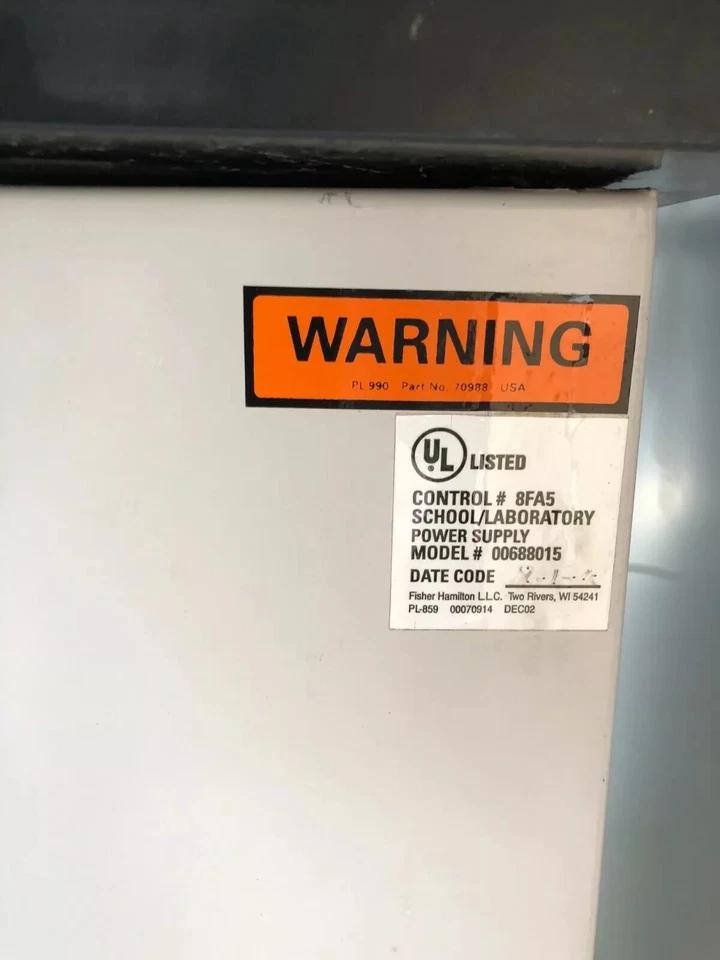 WARNING
PL 990 Part No. 70988 USA
UL LISTED
CONTROL # 8FA5
SCHOOL/LABORATORY
POWER SUPPLY
MODEL # 00688015
DATE CODE
Fisher Hamilton L.L.C. Two Rivers, WI 54241
PL-859 00070914 DEC02